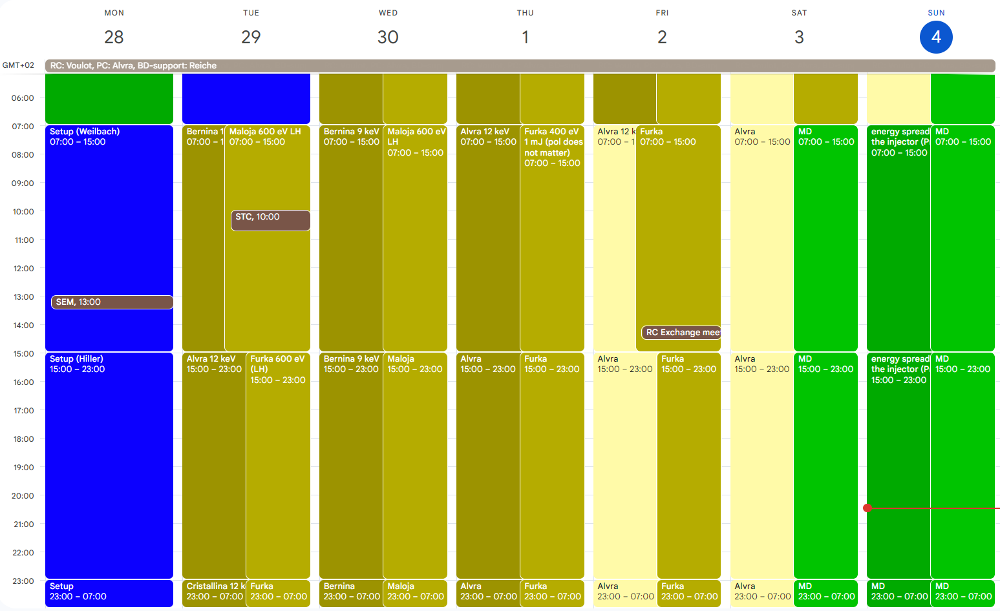 MON
28
TUE
29
WED
30
THU
1
FRI
2
SAT
3
SUN
4
GMT+02
RC: Voulot, PC: Alvra, BD-support: Reiche
06:00
07:00
08:00
09:00
10:00
11:00
12:00
13:00
14:00
15:00
16:00
17:00
18:00
19:00
20:00
21:00
22:00
23:00
Setup (Weilbach)
07:00 – 15:00
SEM, 13:00
Setup (Hiller)
15:00 – 23:00
Setup
23:00 – 07:00
Bernina 1
07:00 – 1
Maloja 600 eV LH
07:00 – 15:00
STC, 10:00
Alvra 12 keV
15:00 – 23:00
Furka 600 eV
(LH)
15:00 – 23:00
Cristallina 12 k
23:00 – 07:00
Furka
23:00 – 07:00
Bernina 9 keV
07:00 – 15:00
Maloja 600 eV
LH
07:00 – 15:00
Bernina 9 keV
15:00 – 23:00
Maloja
15:00 – 23:00
Bernina
23:00 – 07:00
Maloja
23:00 – 07:00
Alvra 12 keV
07:00 – 15:00
Furka 400 eV
1 mJ (pol does
not matter)
07:00 – 15:00
Alvra
15:00 – 23:00
Furka
15:00 – 23:00
Alvra
23:00 – 07:00
Furka
23:00 – 07:00
Alvra 12 k
07:00 – 1
Furka
07:00 – 15:00
RC Exchange meet
Alvra
15:00 – 23:00
Furka
15:00 – 23:00
Alvra
23:00 – 07:00
Furka
23:00 – 07:00
Alvra
07:00 – 15:00
MD
07:00 – 15:00
Alvra
15:00 – 23:00
MD
15:00 – 23:00
Alvra
23:00 – 07:00
MD
23:00 – 07:00
energy spread
the injector (P
07:00 – 15:00
MD
07:00 – 15:00
energy spread
the injector (P
15:00 – 23:00
MD
15:00 – 23:00
MD
23:00 – 07:00
MD
23:00 – 07:00